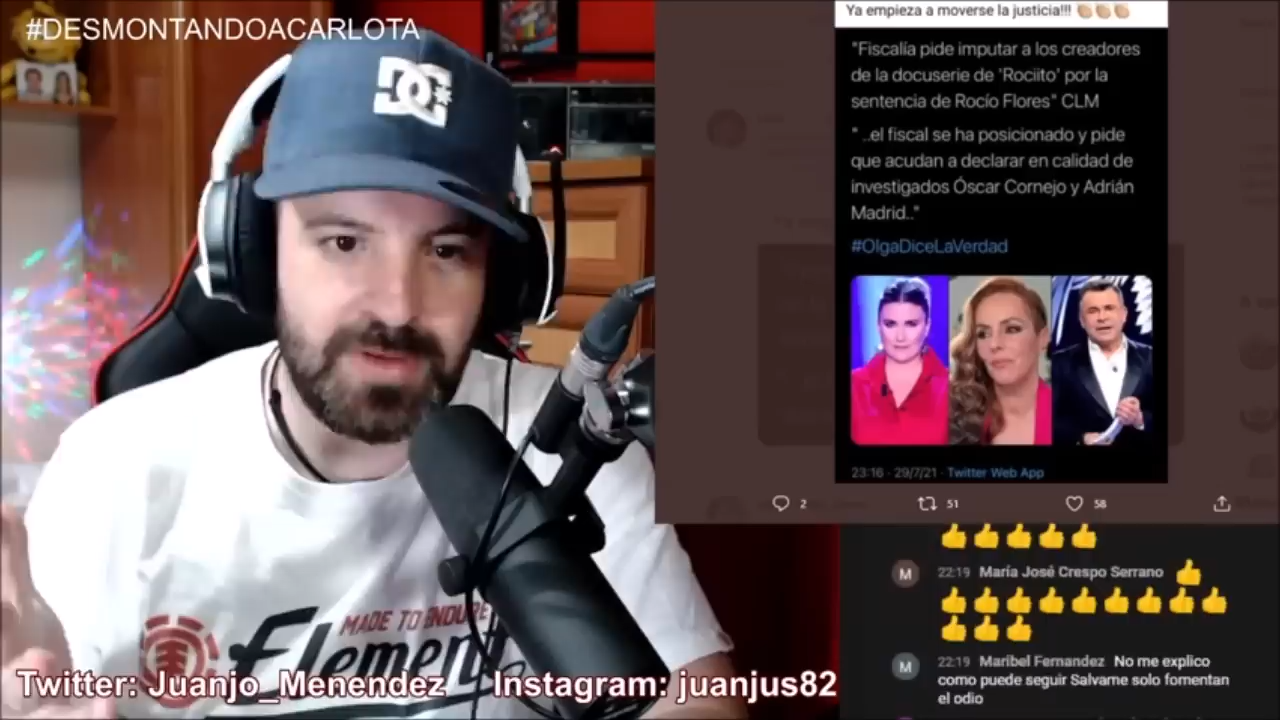 #DESMONTANDOACARLOTA
DC
MADE TO ENDURE
Element
Twitter: Juanjo_Menendez
Instagram: juanjus82
Ya empieza a moverse la justicia!!! 👏🏼👏🏼👏🏼
"Fiscalía pide imputar a los creadores
de la docuserie de 'Rociito' por la
sentencia de Rocío Flores" CLM
" ..el fiscal se ha posicionado y pide
que acudan a declarar en calidad de
investigados Óscar Cornejo y Adrián
Madrid.."
#OlgaDiceLaVerdad
23:16 · 29/7/21 · Twitter Web App
2
51
58
👍👍👍👍👍
M
22:19 María José Crespo Serrano 👍
👍👍👍👍👍👍👍👍👍
👍👍👍
M
22:19 Maribel Fernandez No me explico
como puede seguir Salvame solo fomentan
el odio